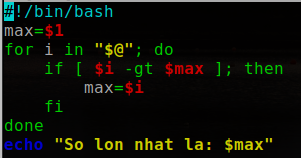 #!/bin/bash
max=$1
for i in "$@"; do
    if [ $i -gt $max ]; then
        max=$i
    fi
done
echo "So lon nhat la: $max"